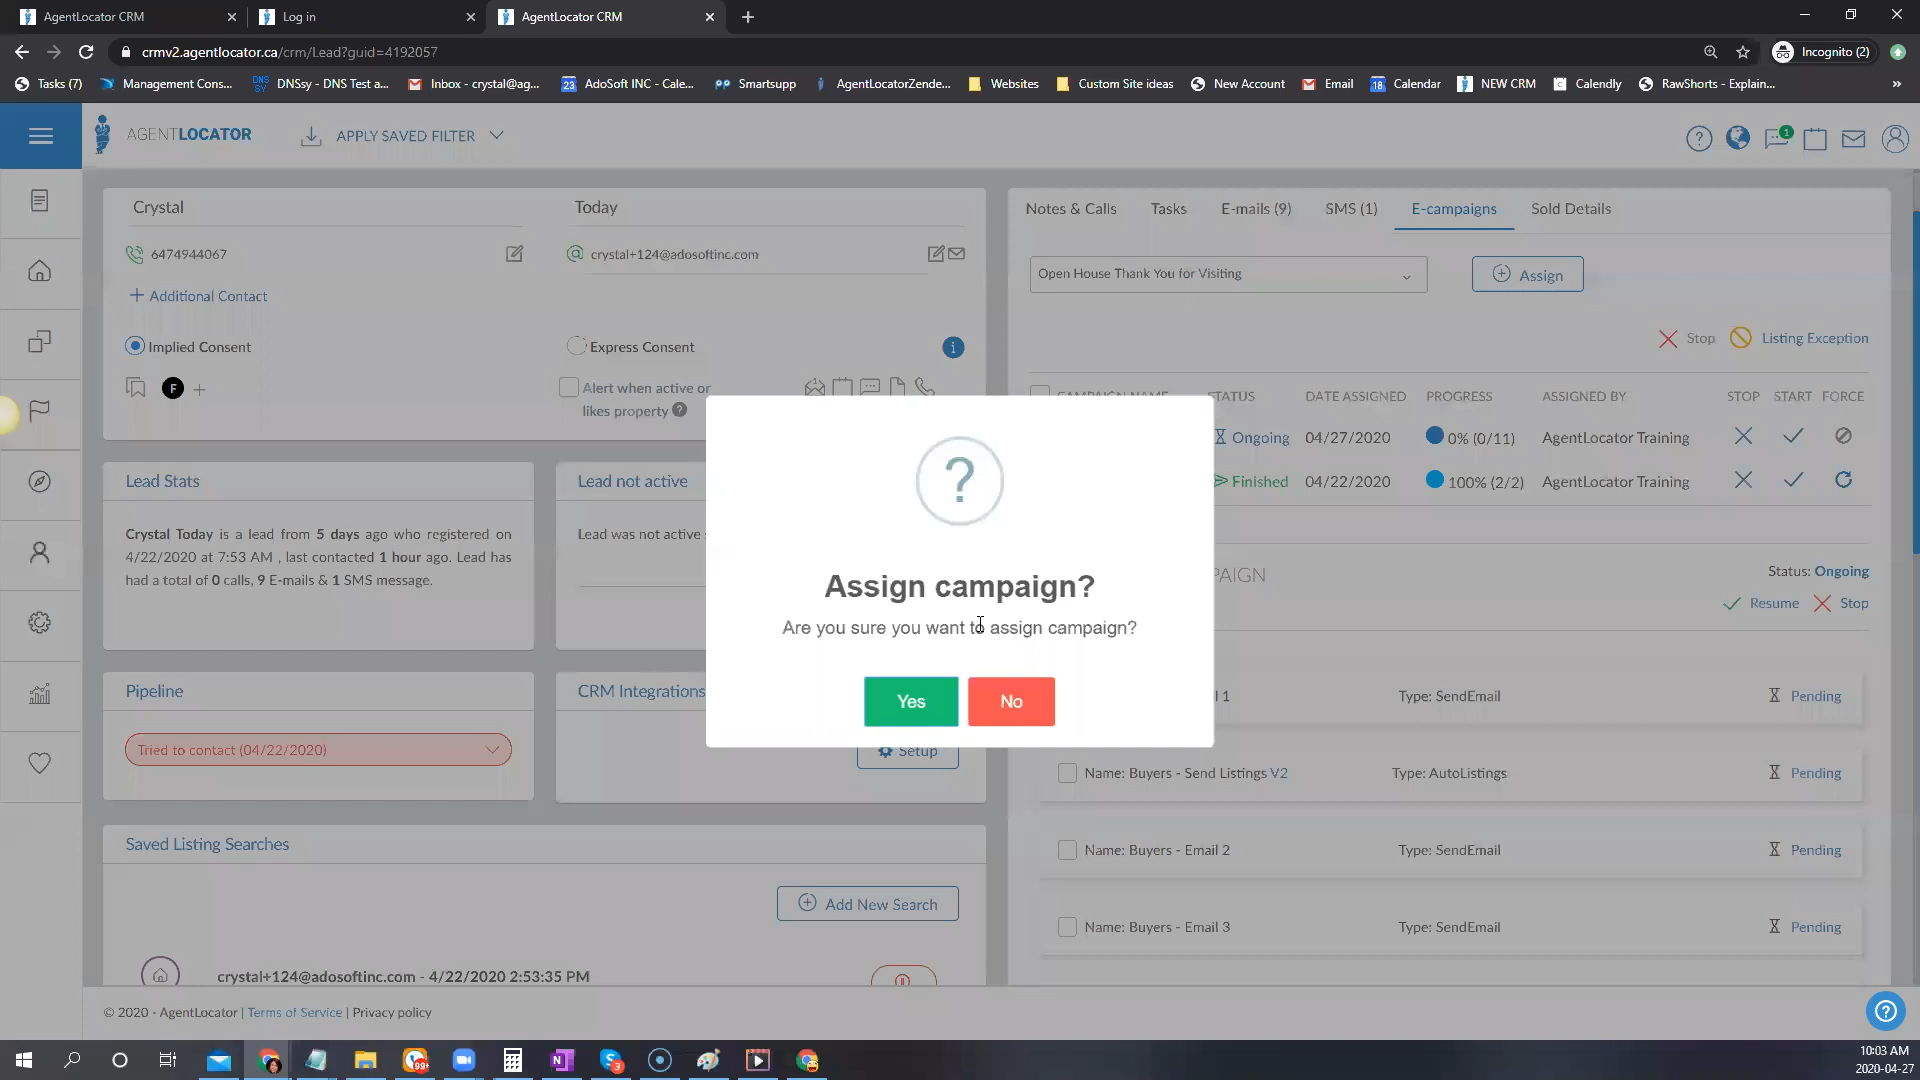 AgentLocator CRM
Log in
AgentLocator CRM
crmv2.agentlocator.ca/crm/Lead?guid=4192057
Incognito (2)
Tasks (7)
Management Cons...
DNS SY
DNSsy - DNS Test a...
Inbox - crystal@ag...
23
AdoSoft INC - Cale...
Smartsupp
AgentLocatorZende...
Websites
Custom Site ideas
New Account
Email
18
Calendar
NEW CRM
Calendly
RawShorts - Explain...
AGENTLOCATOR
APPLY SAVED FILTER
1
Crystal
Today
6474944067
crystal+124@adosoftinc.com
Additional Contact
Implied Consent
Express Consent
F
Alert when active or
likes property
Notes & Calls
Tasks
E-mails (9)
SMS (1)
E-campaigns
Sold Details
Open House Thank You for Visiting
Assign
Stop
Listing Exception
CAMPAIGN NAME
STATUS
DATE ASSIGNED
PROGRESS
ASSIGNED BY
STOP
START
FORCE
Ongoing
04/27/2020
0% (0/11)
AgentLocator Training
Finished
04/22/2020
100% (2/2)
AgentLocator Training
Lead Stats
Crystal Today is a lead from 5 days ago who registered on
4/22/2020 at 7:53 AM , last contacted 1 hour ago. Lead has
had a total of 0 calls, 9 E-mails & 1 SMS message.
Lead not active
Lead was not active
?
Assign campaign?
Are you sure you want to assign campaign?
Yes
No
PAIGN
Status: Ongoing
Resume
Stop
l 1
Type: SendEmail
Pending
Name: Buyers - Send Listings V2
Type: AutoListings
Pending
Name: Buyers - Email 2
Type: SendEmail
Pending
Name: Buyers - Email 3
Type: SendEmail
Pending
Pipeline
Tried to contact (04/22/2020)
CRM Integrations
Setup
Saved Listing Searches
Add New Search
crystal+124@adosoftinc.com - 4/22/2020 2:53:35 PM
© 2020 - AgentLocator | Terms of Service | Privacy policy
99+
3
10:03 AM
2020-04-27